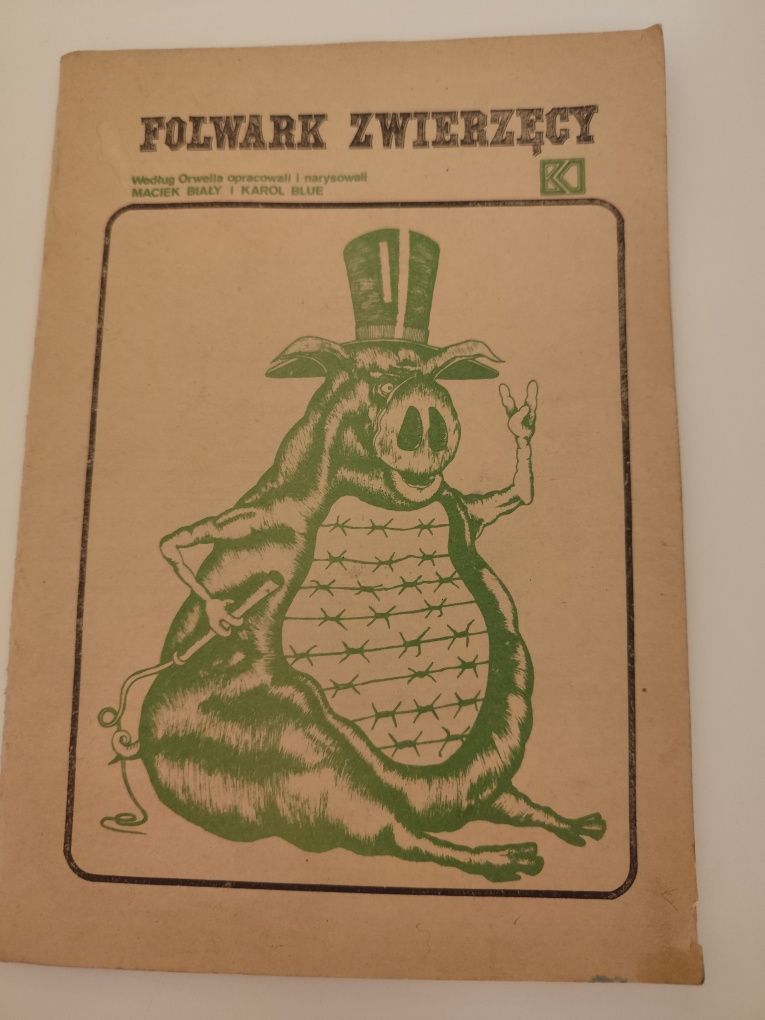 FOLWARK ZWIERZĘCY
Według Orwella opracowali i narysowali
MACIEK BIAŁY I KAROL BLUE